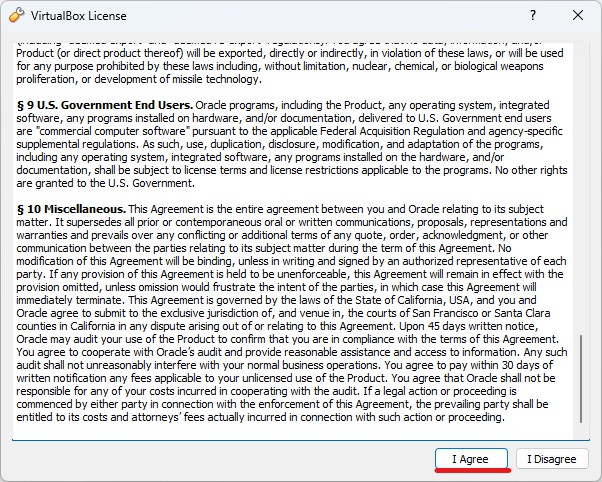 VirtualBox License
Product (or direct product thereof) will be exported, directly or indirectly, in violation of these laws, or will be used
for any purpose prohibited by these laws including, without limitation, nuclear, chemical, or biological weapons
proliferation, or development of missile technology.
§ 9 U.S. Government End Users. Oracle programs, including the Product, any operating system, integrated
software, any programs installed on hardware, and/or documentation, delivered to U.S. Government end users
are "commercial computer software" pursuant to the applicable Federal Acquisition Regulation and agency-specific
supplemental regulations. As such, use, duplication, disclosure, modification, and adaptation of the programs,
including any operating system, integrated software, any programs installed on the hardware, and/or
documentation, shall be subject to license terms and license restrictions applicable to the programs. No other rights
are granted to the U.S. Government.
§ 10 Miscellaneous. This Agreement is the entire agreement between you and Oracle relating to its subject
matter. It supersedes all prior or contemporaneous oral or written communications, proposals, representations and
warranties and prevails over any conflicting or additional terms of any quote, order, acknowledgment, or other
communication between the parties relating to its subject matter during the term of this Agreement. No
modification of this Agreement will be binding, unless in writing and signed by an authorized representative of each
party. If any provision of this Agreement is held to be unenforceable, this Agreement will remain in effect with the
provision omitted, unless omission would frustrate the intent of the parties, in which case this Agreement will
immediately terminate. This Agreement is governed by the laws of the State of California, USA, and you and
Oracle agree to submit to the exclusive jurisdiction of, and venue in, the courts of San Francisco or Santa Clara
counties in California in any dispute arising out of or relating to this Agreement. Upon 45 days written notice,
Oracle may audit your use of the Product to confirm that you are in compliance with the terms of this Agreement.
You agree to cooperate with Oracle’s audit and provide reasonable assistance and access to information. Any such
audit shall not unreasonably interfere with your normal business operations. You agree to pay within 30 days of
written notification any fees applicable to your unlicensed use of the Product. You agree that Oracle shall not be
responsible for any of your costs incurred in cooperating with the audit. If a legal action or proceeding is
commenced by either party in connection with the enforcement of this Agreement, the prevailing party shall be
entitled to its costs and attorneys’ fees actually incurred in connection with such action or proceeding.
I Agree
I Disagree